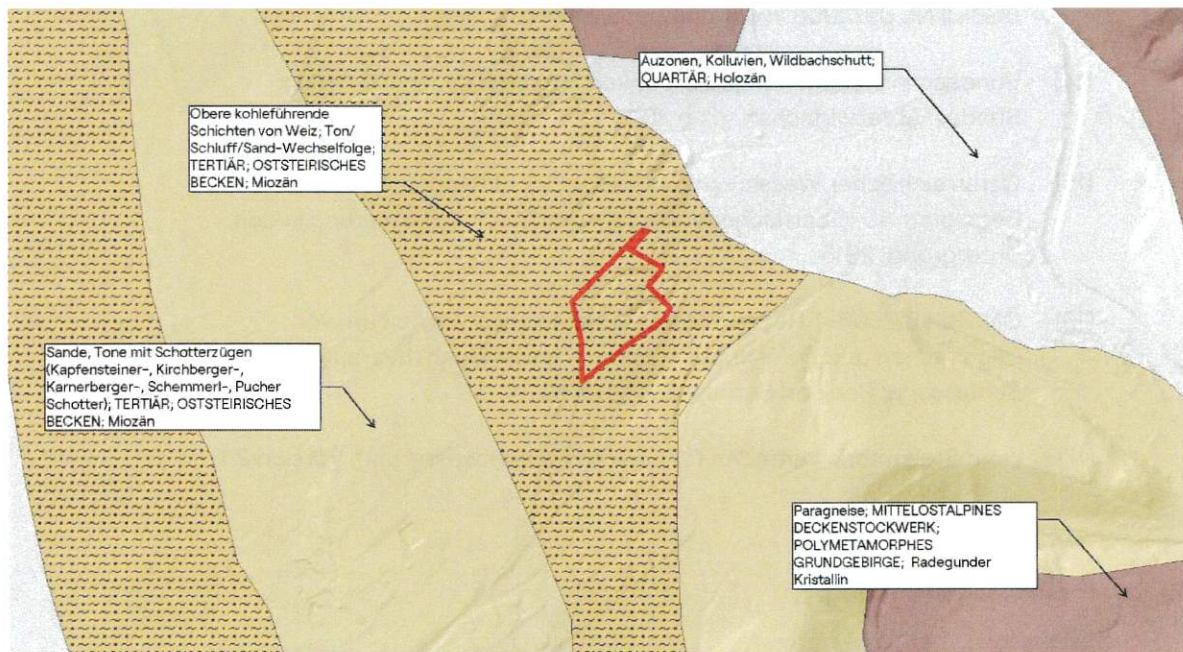 Auzonen, Kolluvien, Wildbachschutt;
QUARTÄR; Holozän
Obere kohleführende
Schichten von Weiz; Ton/
Schluff/Sand-Wechselfolge;
TERTIÄR; OSTSTEIRISCHES
BECKEN; Miozän
Sande, Tone mit Schotterzügen
(Kapfensteiner-, Kirchberger-,
Karnerberger-, Schemmerl-, Pucher
Schotter); TERTIÄR; OSTSTEIRISCHES
BECKEN; Miozän
Paragneise; MITTELOSTALPINES
DECKENSTOCKWERK;
POLYMETAMORPHES
GRUNDGEBIRGE; Radegunder
Kristallin